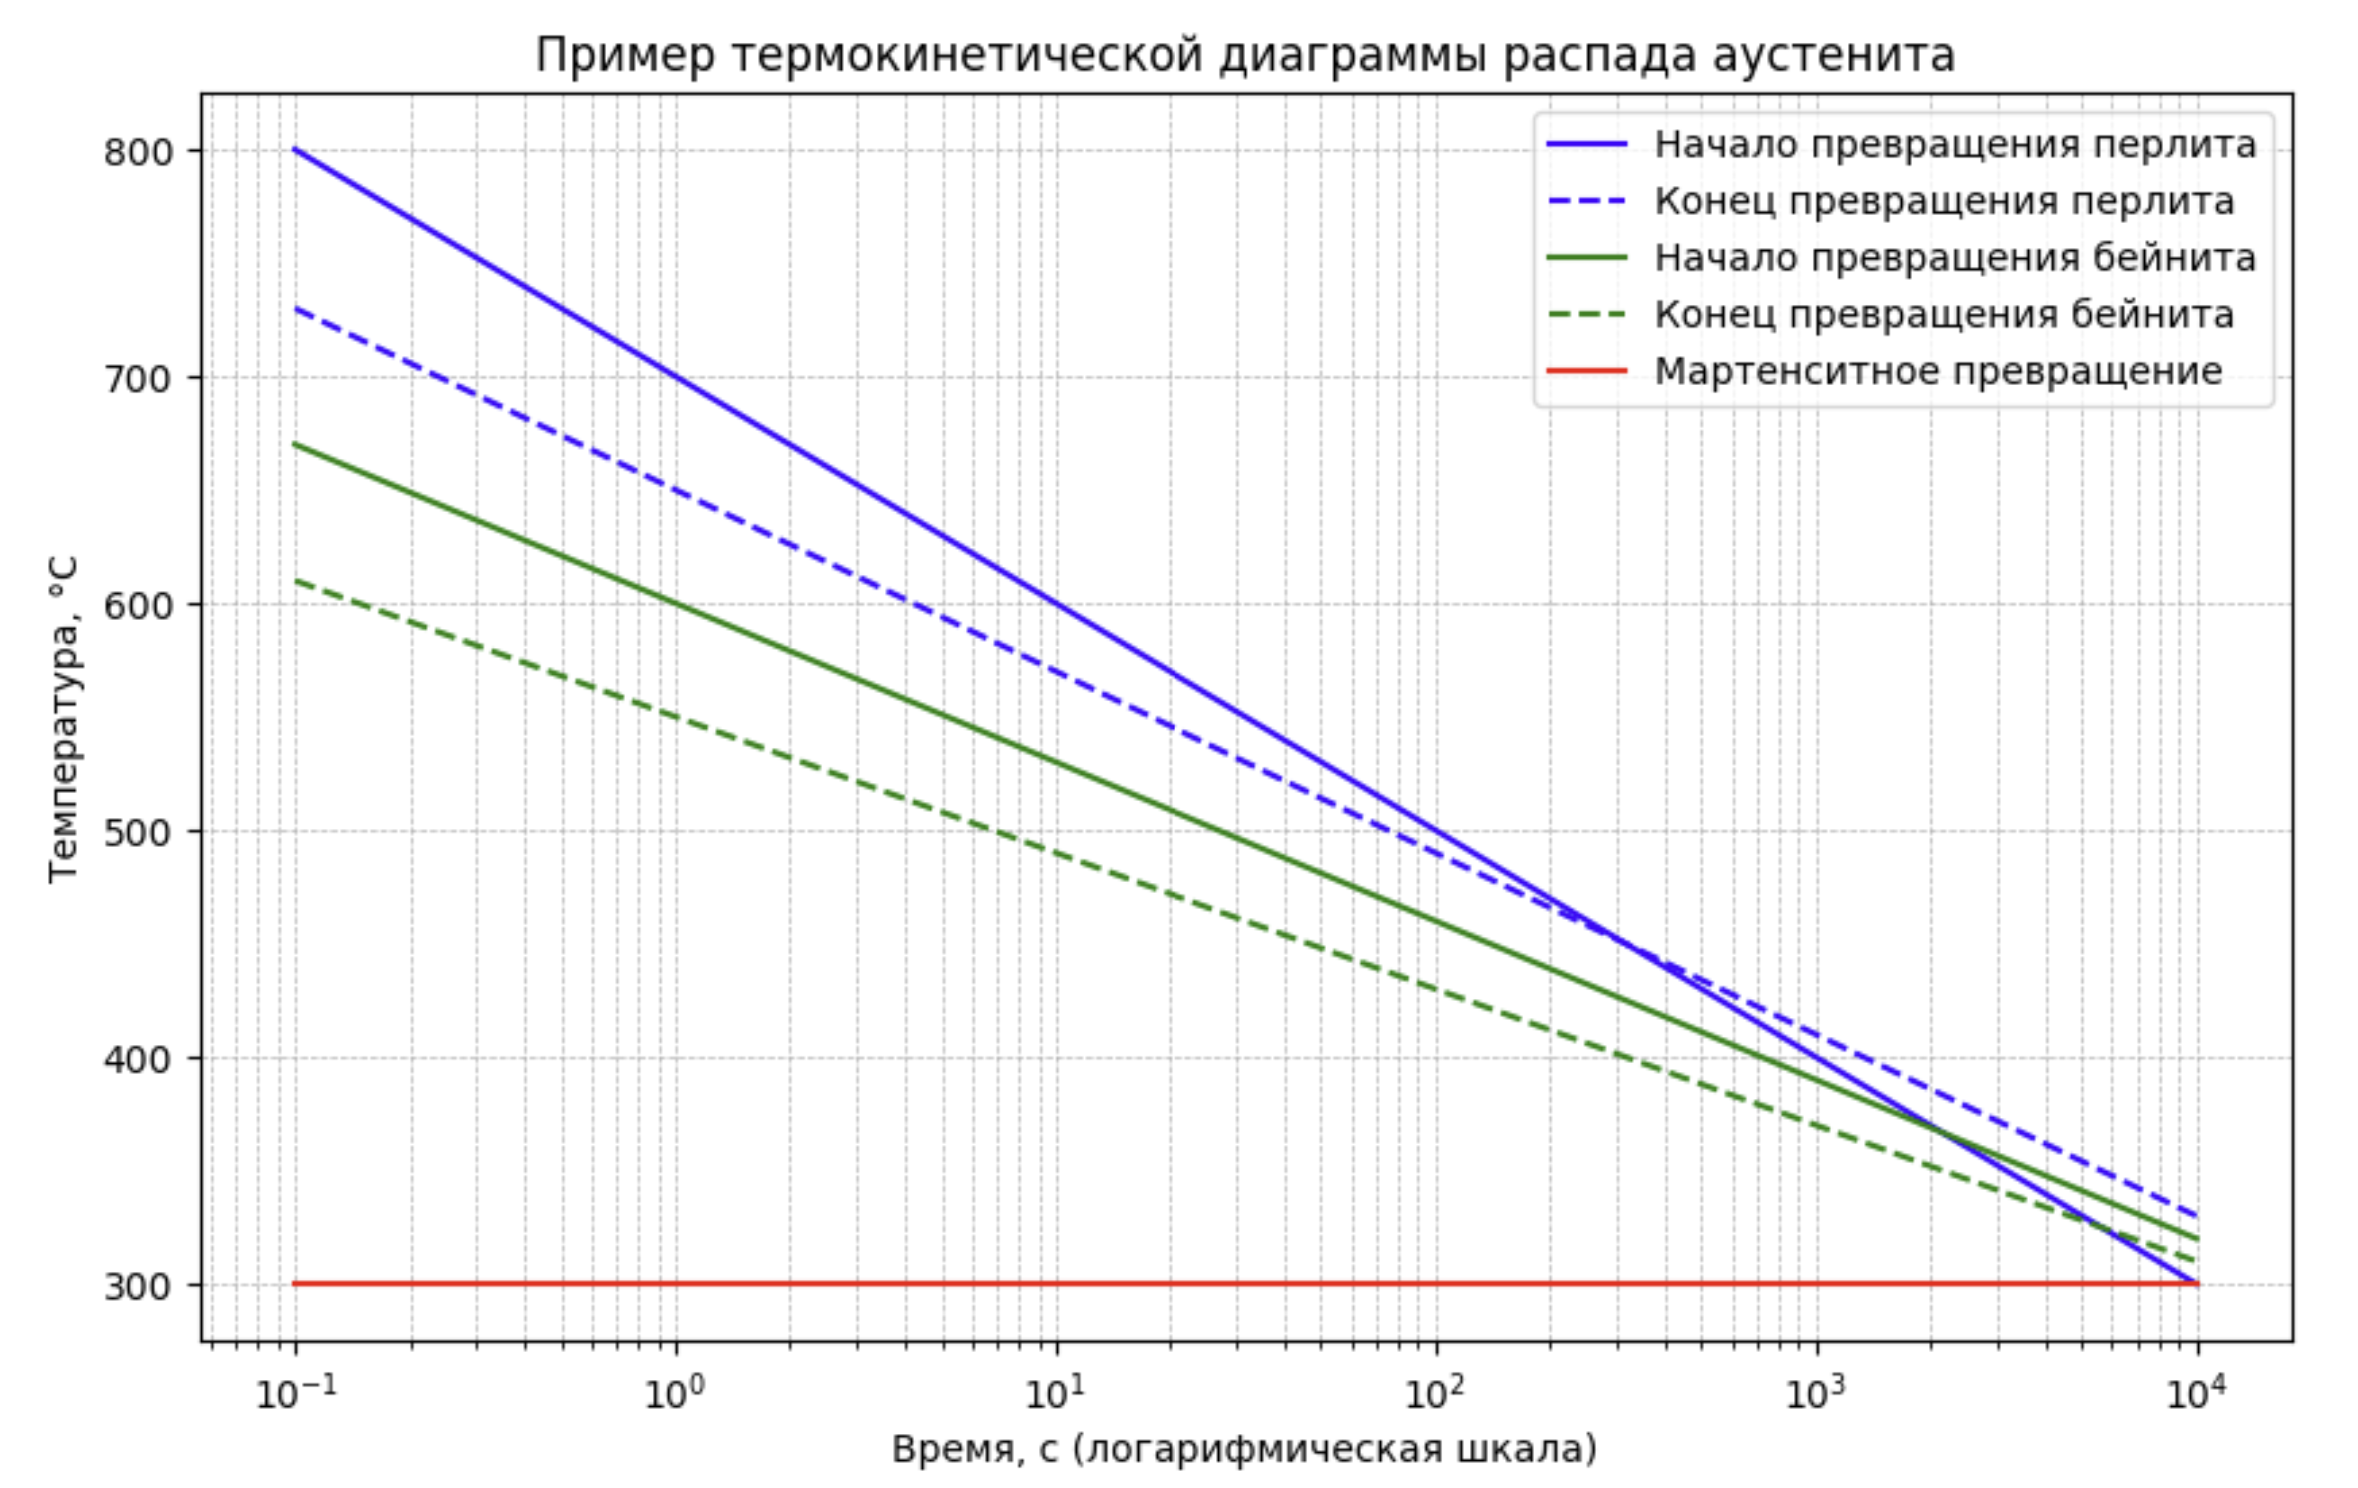 Пример термокинетической диаграммы распада аустенита
Начало превращения перлита
Конец превращения перлита
Начало превращения бейнита
Конец превращения бейнита
Мартенситное превращение
Температура, °C
800
700
600
500
400
300
10⁻¹
10⁰
10¹
10²
10³
10⁴
Время, с (логарифмическая шкала)